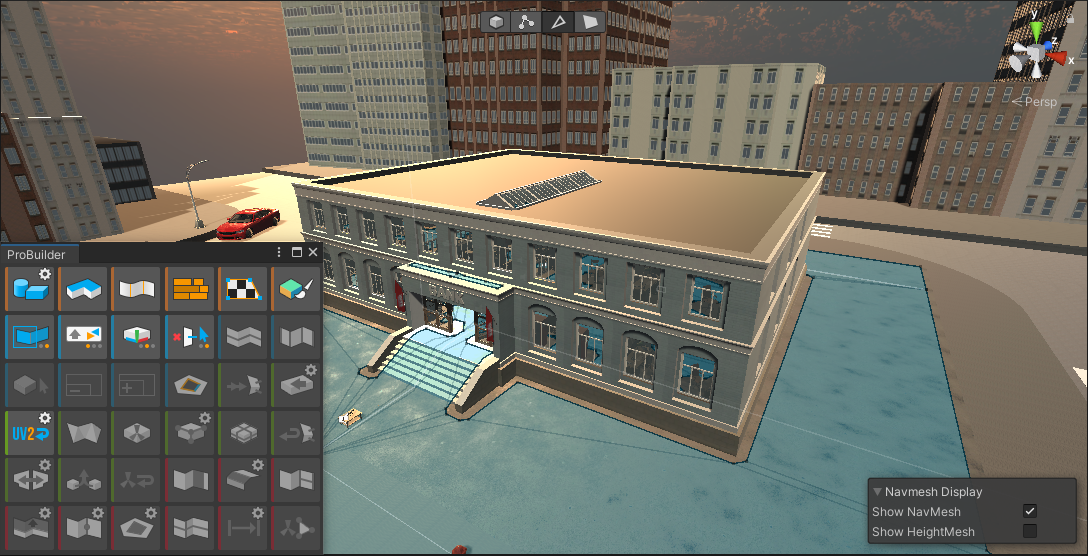 y
z
x
< Persp
ProBuilder
UV2
Navmesh Display
Show NavMesh
Show HeightMesh